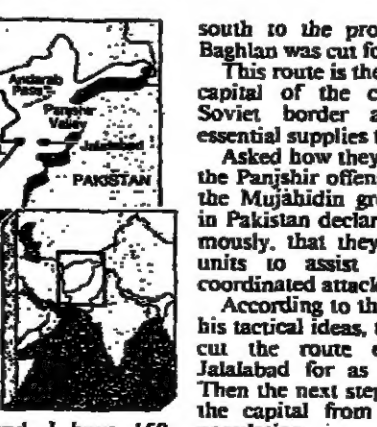 Andarab
Pass
Panjshir
Valley
Jalalabad
PAKISTAN
south to the pro
Baghlan was cut fo
This route is the
capital of the c
Soviet border a
essential supplies t
Asked how they
the Panjshir offen
the Mujahidin gr
in Pakistan declar
mously, that they
units to assist
coordinated attack
According to th
his tactical ideas, t
cut the route e
Jalalabad for as
Then the next step
the capital from